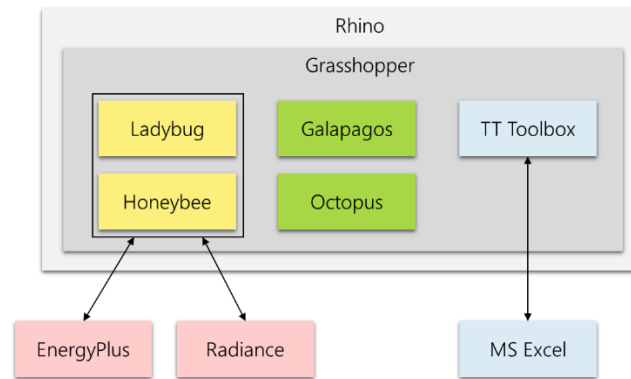 Rhino
Grasshopper
Ladybug
Galapagos
TT Toolbox
Honeybee
Octopus
EnergyPlus
Radiance
MS Excel